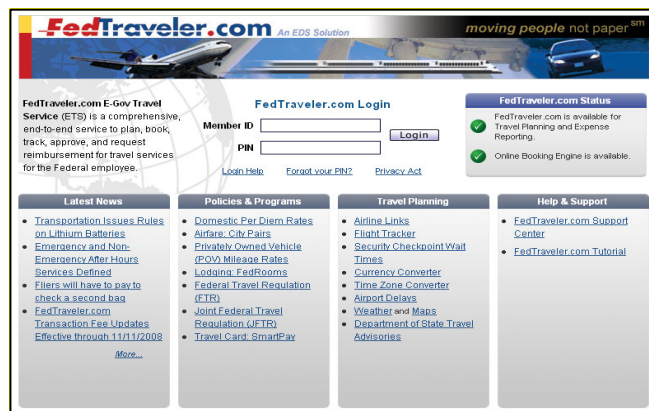 FedTraveler.com An EDS Solution
moving people not paper sm
FedTraveler.com E-Gov Travel
Service (ETS) is a comprehensive,
end-to-end service to plan, book,
track, approve, and request
reimbursement for travel services
for the Federal employee.
FedTraveler.com Login
Member ID
PIN
Login
Login Help Forgot your PIN? Privacy Act
FedTraveler.com Status
FedTraveler.com is available for
Travel Planning and Expense
Reporting.
Online Booking Engine is available.
Latest News
Transportation Issues Rules
on Lithium Batteries
Emergency and Non-
Emergency After Hours
Services Defined
Fliers will have to pay to
check a second bag
FedTraveler.com
Transaction Fee Updates
Effective through 11/11/2008
More...
Policies & Programs
Domestic Per Diem Rates
Airfare: City Pairs
Privately Owned Vehicle
(POV) Mileage Rates
Lodging: FedRooms
Federal Travel Regulation
(FTR)
Joint Federal Travel
Regulation (JFTR)
Travel Card: SmartPay
Travel Planning
Airline Links
Flight Tracker
Security Checkpoint Wait
Times
Currency Converter
Time Zone Converter
Airport Delays
Weather and Maps
Department of State Travel
Advisories
Help & Support
FedTraveler.com Support
Center
FedTraveler.com Tutorial